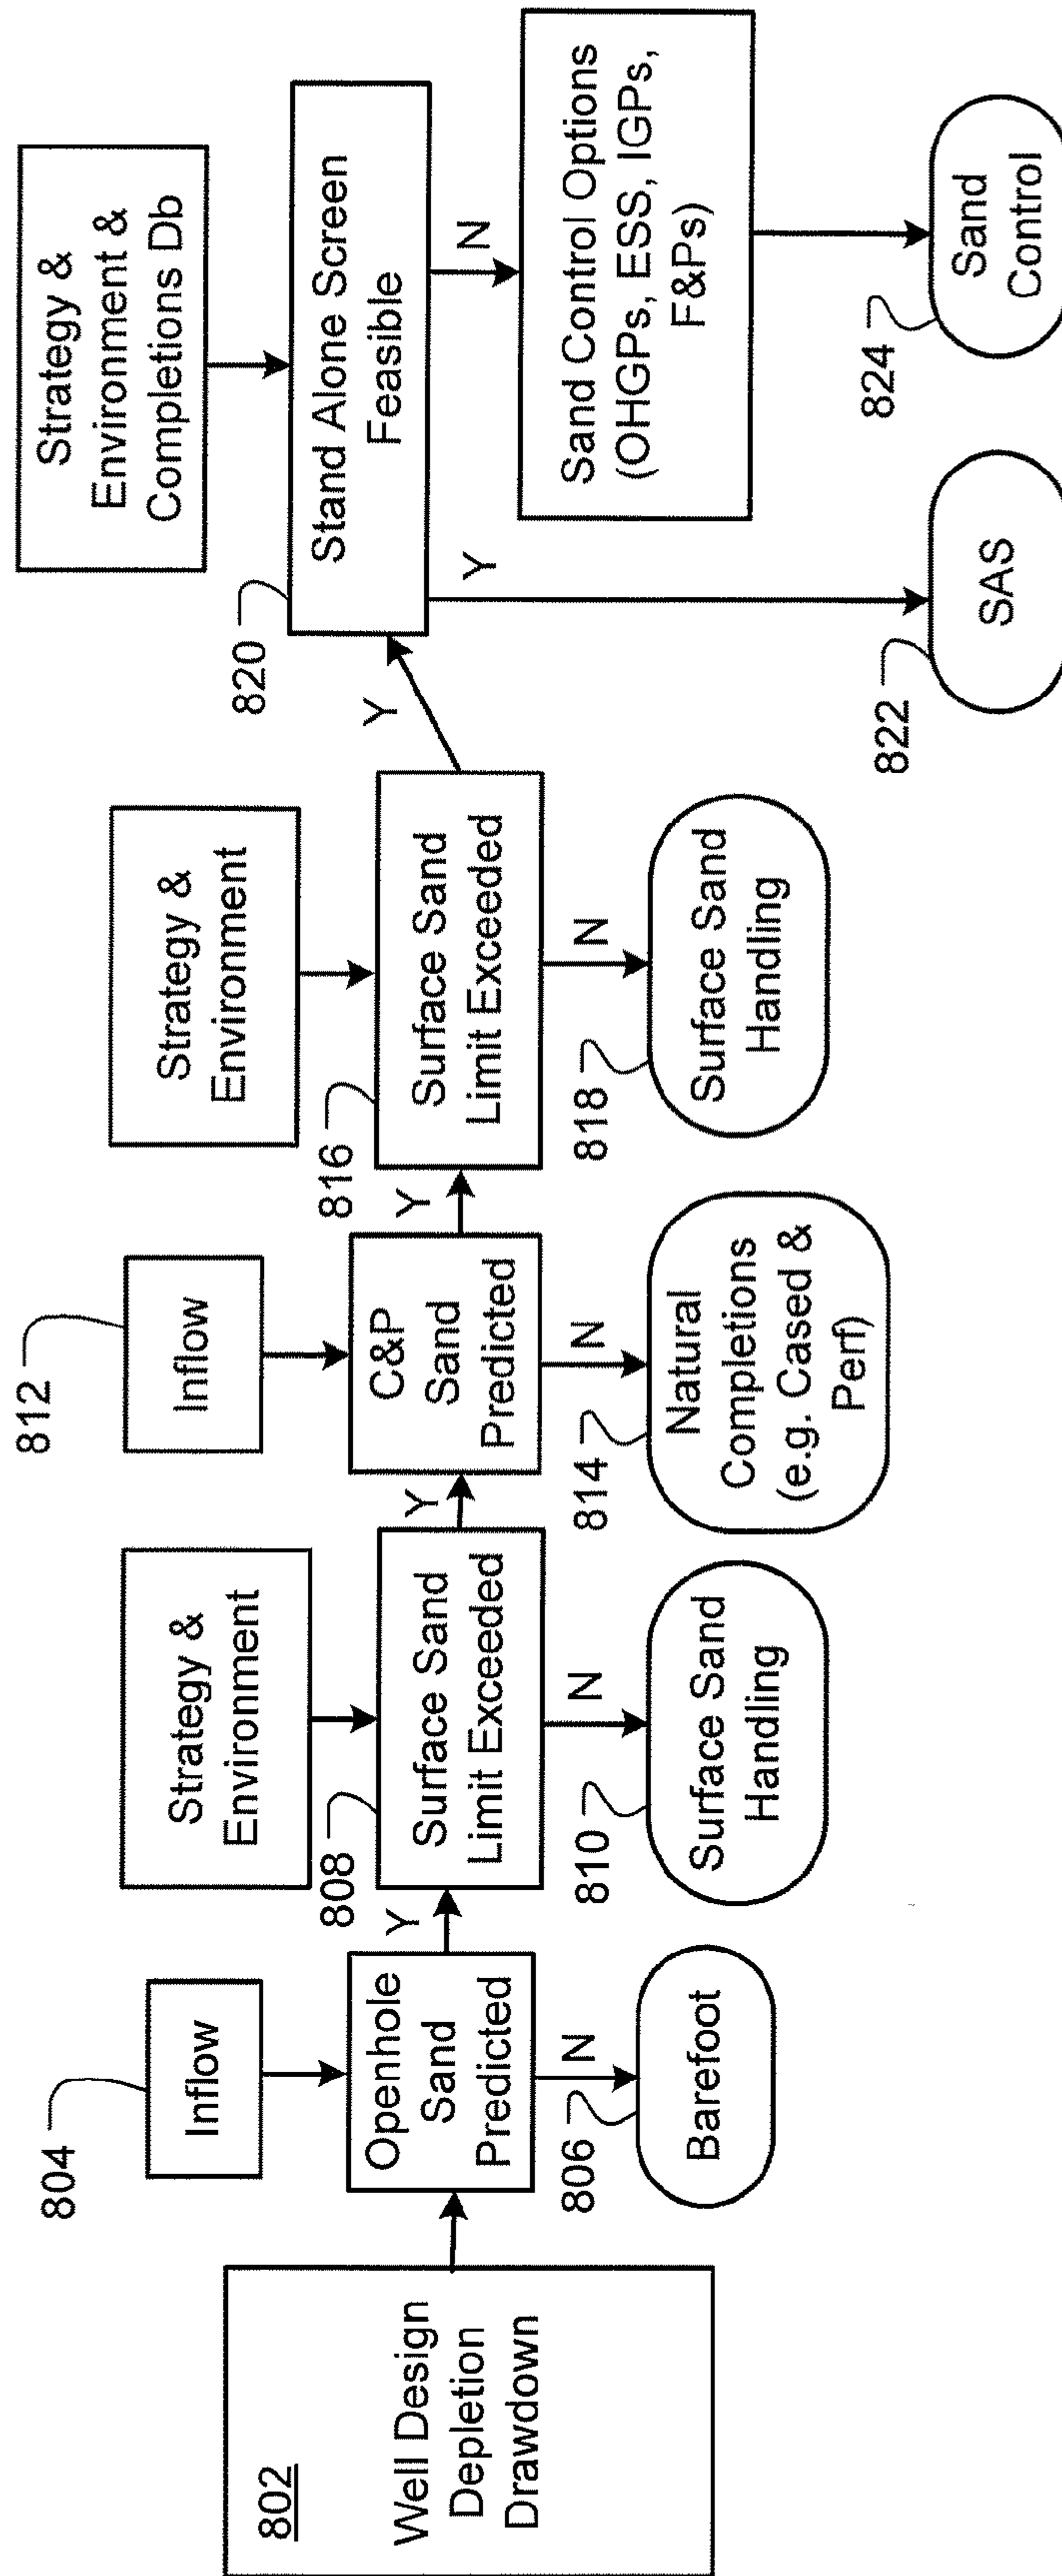 802
Well Design
Depletion
Drawdown
804
Inflow
Openhole
Sand
Predicted
N
806
Barefoot
Y
Strategy &
Environment
808
Surface Sand
Limit Exceeded
N
810
Surface Sand
Handling
Y
812
Inflow
C&P
Sand
Predicted
N
814
Natural
Completions
(e.g. Cased &
Perf)
Y
Strategy &
Environment
816
Surface Sand
Limit Exceeded
N
818
Surface Sand
Handling
Y
Strategy &
Environment &
Completions Db
820
Stand Alone Screen
Feasible
Y
822
SAS
N
Sand Control Options
(OHGPs, ESS, IGPs,
F&Ps)
824
Sand
Control